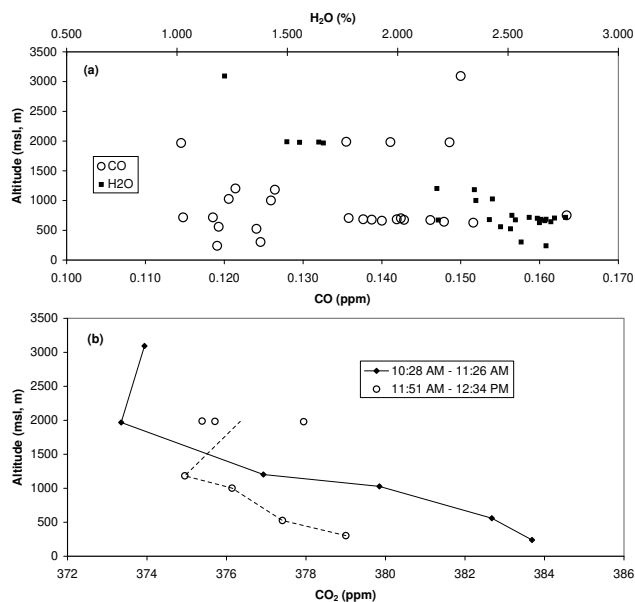 H₂O (%)
0.500 1.000 1.500 2.000 2.500 3.000
3500
3000
2500
2000
1500
1000
500
0
Altitude (msl, m)
(a)
CO
H2O
0.100 0.110 0.120 0.130 0.140 0.150 0.160 0.170
CO (ppm)
3500
3000
2500
2000
1500
1000
500
0
Altitude (msl, m)
(b)
10:28 AM - 11:26 AM
11:51 AM - 12:34 PM
372 374 376 378 380 382 384 386
CO₂ (ppm)